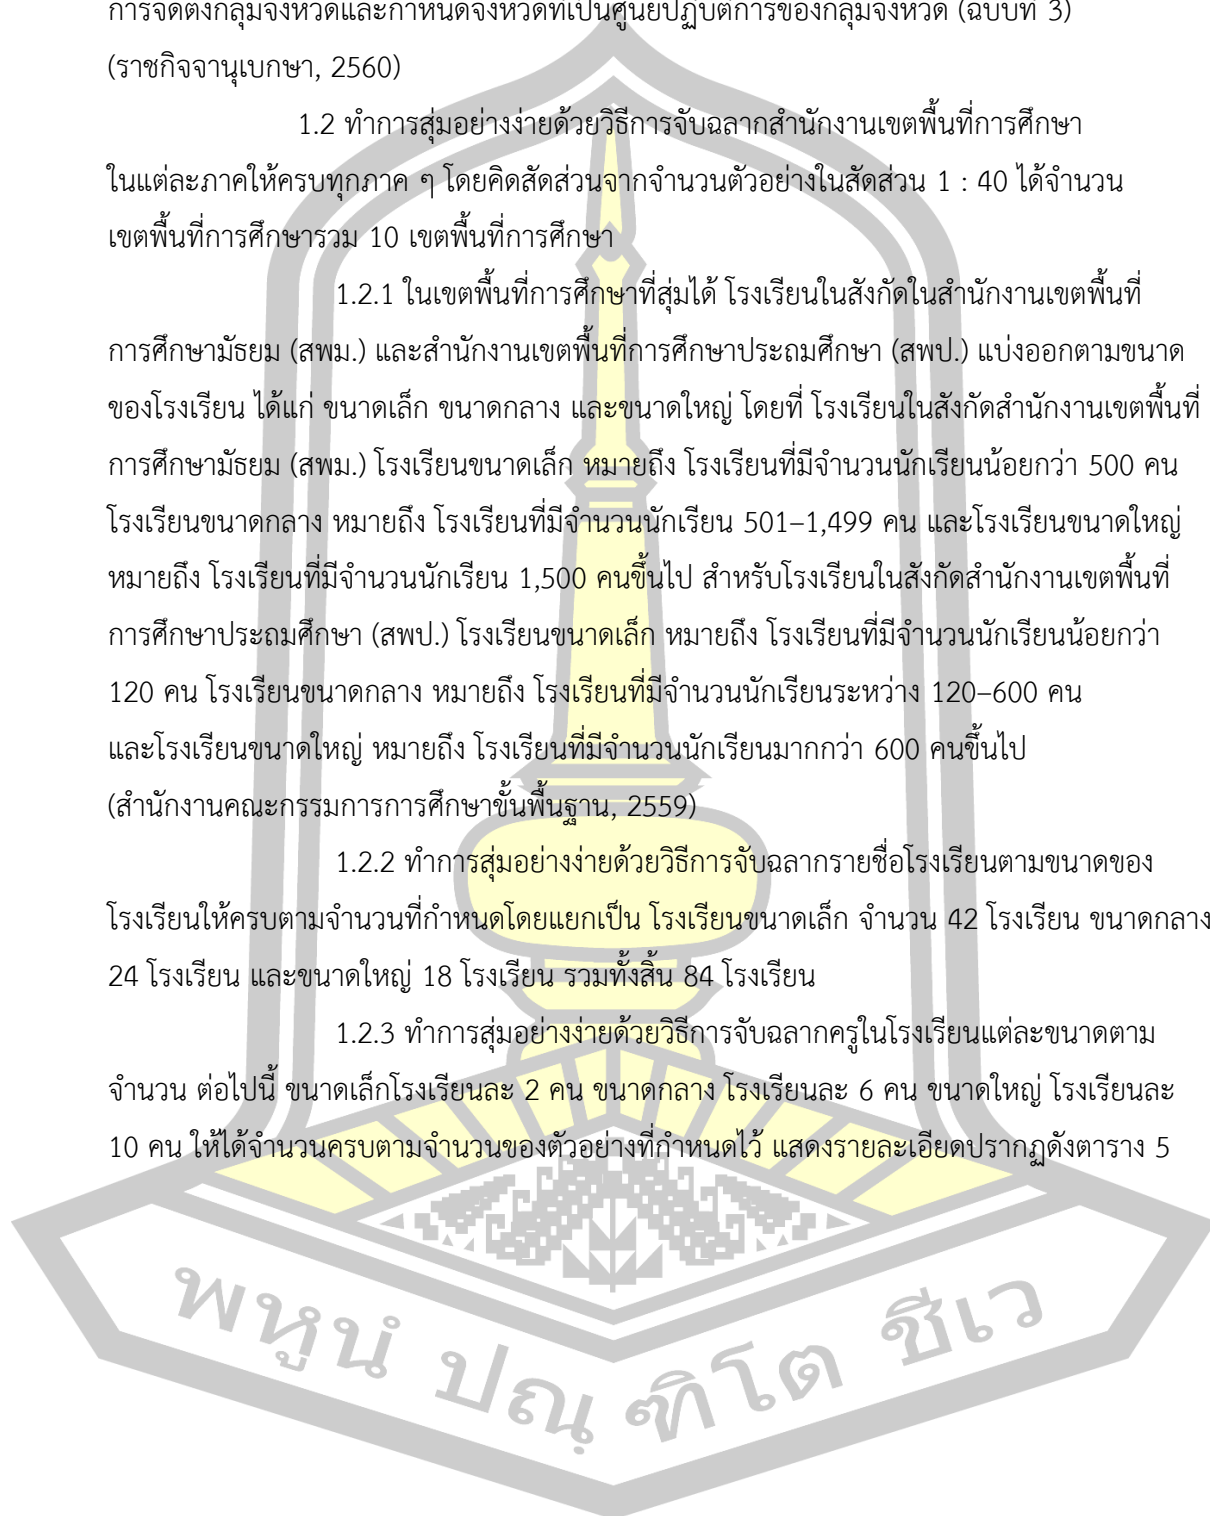 การจัดตั้งกลุ่มจังหวัดและกำหนดจังหวัดที่เป็นศูนย์ปฏิบัติการของกลุ่มจังหวัด (ฉบับที่ 3)
(ราชกิจจานุเบกษา, 2560)
1.2 ทำการสุ่มอย่างง่ายด้วยวิธีการจับฉลากสำนักงานเขตพื้นที่การศึกษา
ในแต่ละภาคให้ครบทุกภาค ๆ โดยคิดสัดส่วนจากจำนวนตัวอย่างในสัดส่วน 1 : 40 ได้จำนวน
เขตพื้นที่การศึกษารวม 10 เขตพื้นที่การศึกษา
1.2.1 ในเขตพื้นที่การศึกษาที่สุ่มได้ โรงเรียนในสังกัดในสำนักงานเขตพื้นที่
การศึกษามัธยม (สพม.) และสำนักงานเขตพื้นที่การศึกษาประถมศึกษา (สพป.) แบ่งออกตามขนาด
ของโรงเรียน ได้แก่ ขนาดเล็ก ขนาดกลาง และขนาดใหญ่ โดยที่ โรงเรียนในสังกัดสำนักงานเขตพื้นที่
การศึกษามัธยม (สพม.) โรงเรียนขนาดเล็ก หมายถึง โรงเรียนที่มีจำนวนนักเรียนน้อยกว่า 500 คน
โรงเรียนขนาดกลาง หมายถึง โรงเรียนที่มีจำนวนนักเรียน 501–1,499 คน และโรงเรียนขนาดใหญ่
หมายถึง โรงเรียนที่มีจำนวนนักเรียน 1,500 คนขึ้นไป สำหรับโรงเรียนในสังกัดสำนักงานเขตพื้นที่
การศึกษาประถมศึกษา (สพป.) โรงเรียนขนาดเล็ก หมายถึง โรงเรียนที่มีจำนวนนักเรียนน้อยกว่า
120 คน โรงเรียนขนาดกลาง หมายถึง โรงเรียนที่มีจำนวนนักเรียนระหว่าง 120–600 คน
และโรงเรียนขนาดใหญ่ หมายถึง โรงเรียนที่มีจำนวนนักเรียนมากกว่า 600 คนขึ้นไป
(สำนักงานคณะกรรมการการศึกษาขั้นพื้นฐาน, 2559)
1.2.2 ทำการสุ่มอย่างง่ายด้วยวิธีการจับฉลากรายชื่อโรงเรียนตามขนาดของ
โรงเรียนให้ครบตามจำนวนที่กำหนดโดยแยกเป็น โรงเรียนขนาดเล็ก จำนวน 42 โรงเรียน ขนาดกลาง
24 โรงเรียน และขนาดใหญ่ 18 โรงเรียน รวมทั้งสิ้น 84 โรงเรียน
1.2.3 ทำการสุ่มอย่างง่ายด้วยวิธีการจับฉลากครูในโรงเรียนแต่ละขนาดตาม
จำนวน ต่อไปนี้ ขนาดเล็กโรงเรียนละ 2 คน ขนาดกลาง โรงเรียนละ 6 คน ขนาดใหญ่ โรงเรียนละ
10 คน ให้ได้จำนวนครบตามจำนวนของตัวอย่างที่กำหนดไว้ แสดงรายละเอียดปรากฏดังตาราง 5
พหูนํ ปณฺฑิโต ชีเว